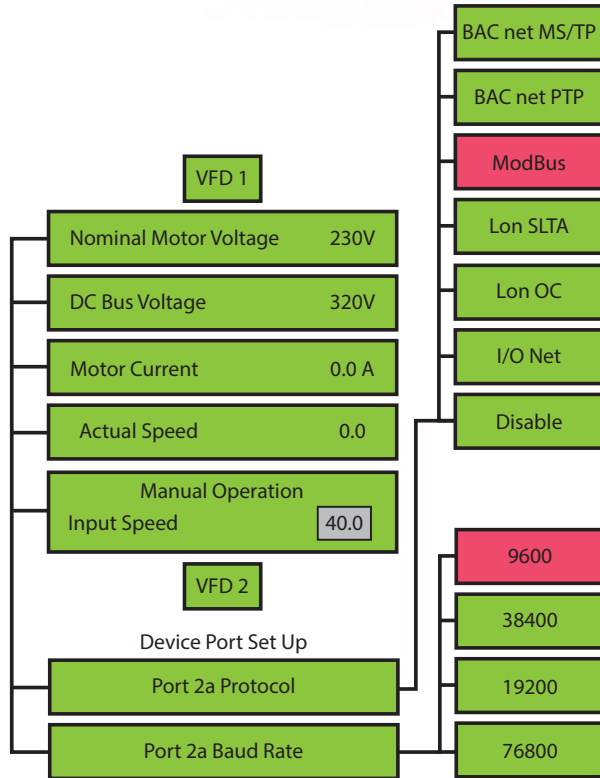 BAC net MS/TP
BAC net PTP
ModBus
Lon SLTA
Lon OC
I/O Net
Disable
VFD 1
Nominal Motor Voltage 230V
DC Bus Voltage 320V
Motor Current 0.0 A
Actual Speed 0.0
Manual Operation
Input Speed 40.0
VFD 2
Device Port Set Up
Port 2a Protocol
Port 2a Baud Rate
9600
38400
19200
76800